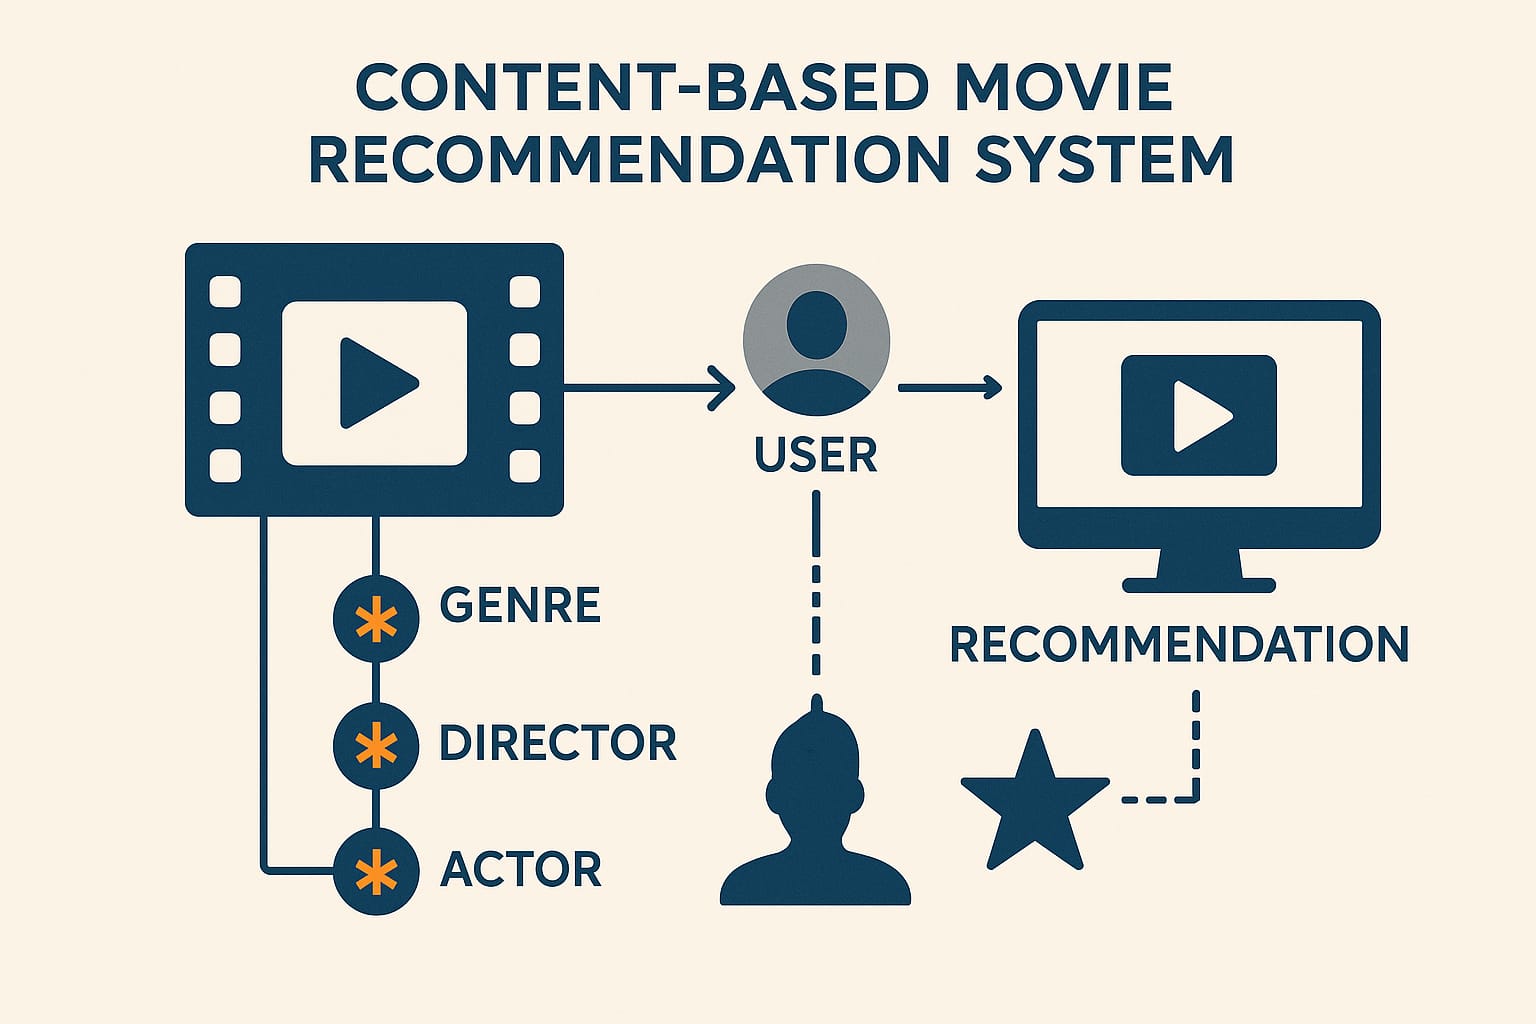 CONTENT-BASED MOVIE
RECOMMENDATION SYSTEM
USER
GENRE
DIRECTOR
ACTOR
RECOMMENDATION